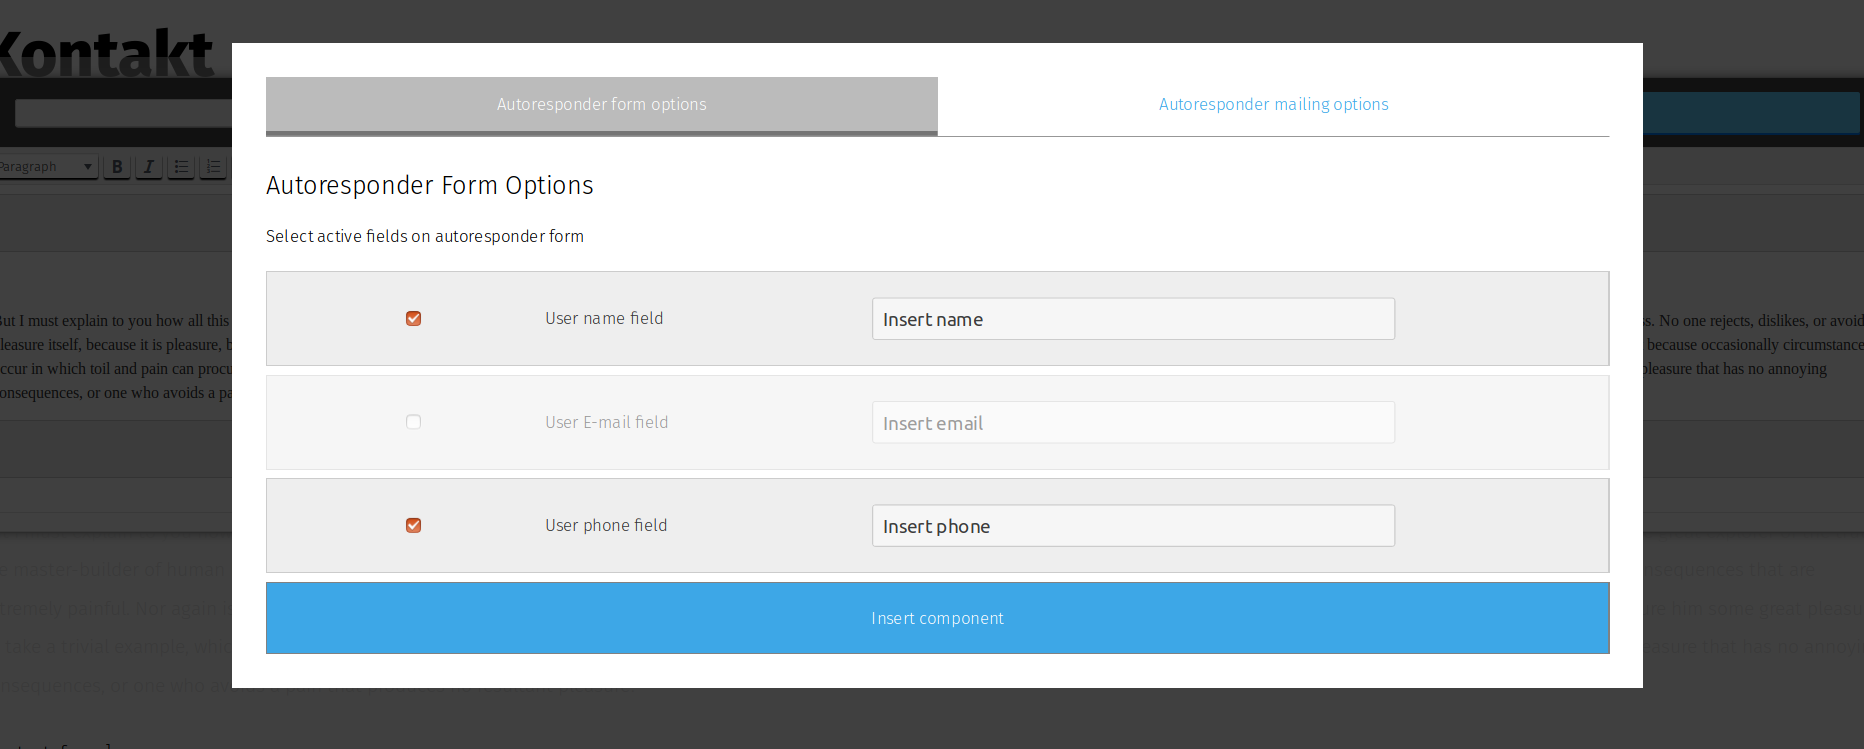 Kontakt
Autoresponder form options
Autoresponder mailing options
Paragraph
B I
Autoresponder Form Options
Select active fields on autoresponder form
User name field
Insert name
But I must explain to you how all this
s. No one rejects, dislikes, or avoid
leasure itself, because it is pleasure, b
because occasionally circumstance
ccur in which toil and pain can procu
pleasure that has no annoying
onsequences, or one who avoids a pa
User E-mail field
Insert email
User phone field
Insert phone
e master-builder of human
nsequences that are
tremely painful. Nor again
re him some great pleasu
Insert component
take a trivial example, whic
easure that has no annoyi
nsequences, or one who av